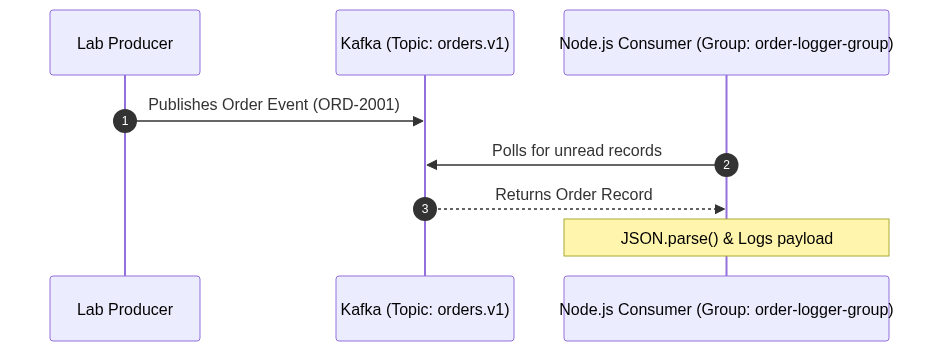 Lab Producer
Kafka (Topic: orders.v1)
Node.js Consumer (Group: order-logger-group)
Publishes Order Event (ORD-2001)
1
Polls for unread records
2
Returns Order Record
3
JSON.parse() & Logs payload
Lab Producer
Kafka (Topic: orders.v1)
Node.js Consumer (Group: order-logger-group)